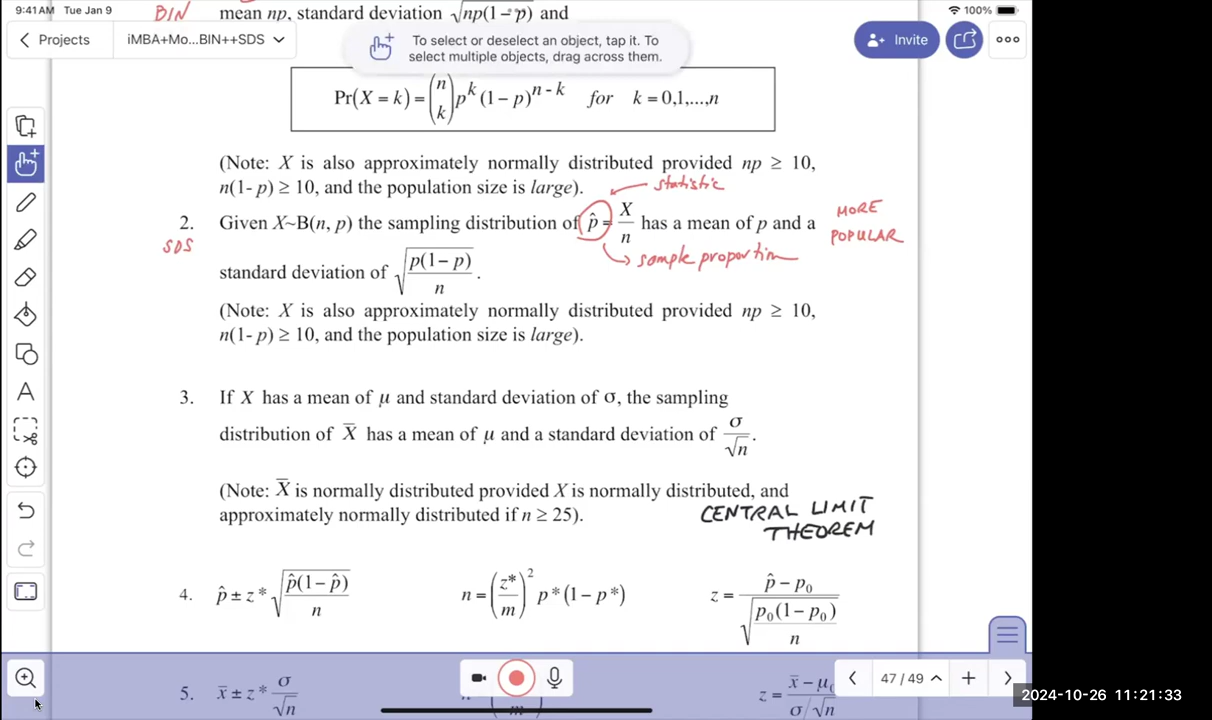 9:41 AM Tue Jan 9
100%
BIN mean np, standard deviation √np(1 – p) and
Projects
iMBA+Mo...BIN++SDS
To select or deselect an object, tap it. To
select multiple objects, drag across them.
Invite
Pr(X = k) = (n k) p^k (1 – p)^{n - k} for k = 0,1,...,n
(Note: X is also approximately normally distributed provided np ≥ 10,
n(1- p) ≥ 10, and the population size is large).
statistic
2. Given X~B(n, p) the sampling distribution of p̂ = X/n has a mean of p and a
MORE
POPULAR
SDS
sample proportion
standard deviation of √(p(1 – p)/n).
(Note: X is also approximately normally distributed provided np ≥ 10,
n(1- p) ≥ 10, and the population size is large).
3. If X has a mean of μ and standard deviation of σ, the sampling
distribution of X̄ has a mean of μ and a standard deviation of σ/√n.
(Note: X̄ is normally distributed provided X is normally distributed, and
approximately normally distributed if n ≥ 25).
CENTRAL LIMIT
THEOREM
4. p̂ ± z* √(p̂(1 – p̂)/n) n = (z*/m)² p*(1 – p*) z = (p̂ – p₀)/√(p₀(1 – p₀)/n)
47 / 49
5. x̄ ± z* σ/√n z = (x̄ – μ₀)/(σ/√n)
2024-10-26 11:21:33